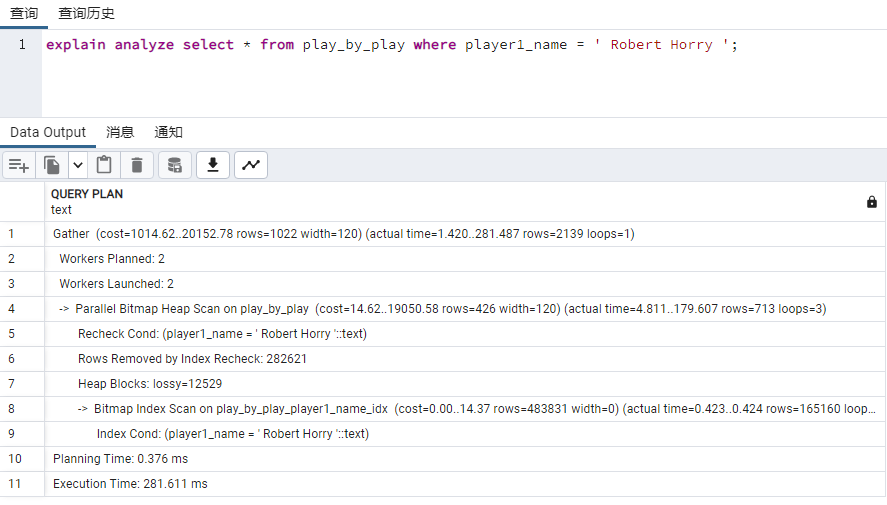 查询 查询历史
1 explain analyze select * from play_by_play where player1_name = ' Robert Horry ';
Data Output 消息 通知
QUERY PLAN
text
1 Gather (cost=1014.62..20152.78 rows=1022 width=120) (actual time=1.420..281.487 rows=2139 loops=1)
2 Workers Planned: 2
3 Workers Launched: 2
4 -> Parallel Bitmap Heap Scan on play_by_play (cost=14.62..19050.58 rows=426 width=120) (actual time=4.811..179.607 rows=713 loops=3)
5 Recheck Cond: (player1_name = ' Robert Horry '::text)
6 Rows Removed by Index Recheck: 282621
7 Heap Blocks: lossy=12529
8 -> Bitmap Index Scan on play_by_play_player1_name_idx (cost=0.00..14.37 rows=483831 width=0) (actual time=0.423..0.424 rows=165160 loop...
9 Index Cond: (player1_name = ' Robert Horry '::text)
10 Planning Time: 0.376 ms
11 Execution Time: 281.611 ms